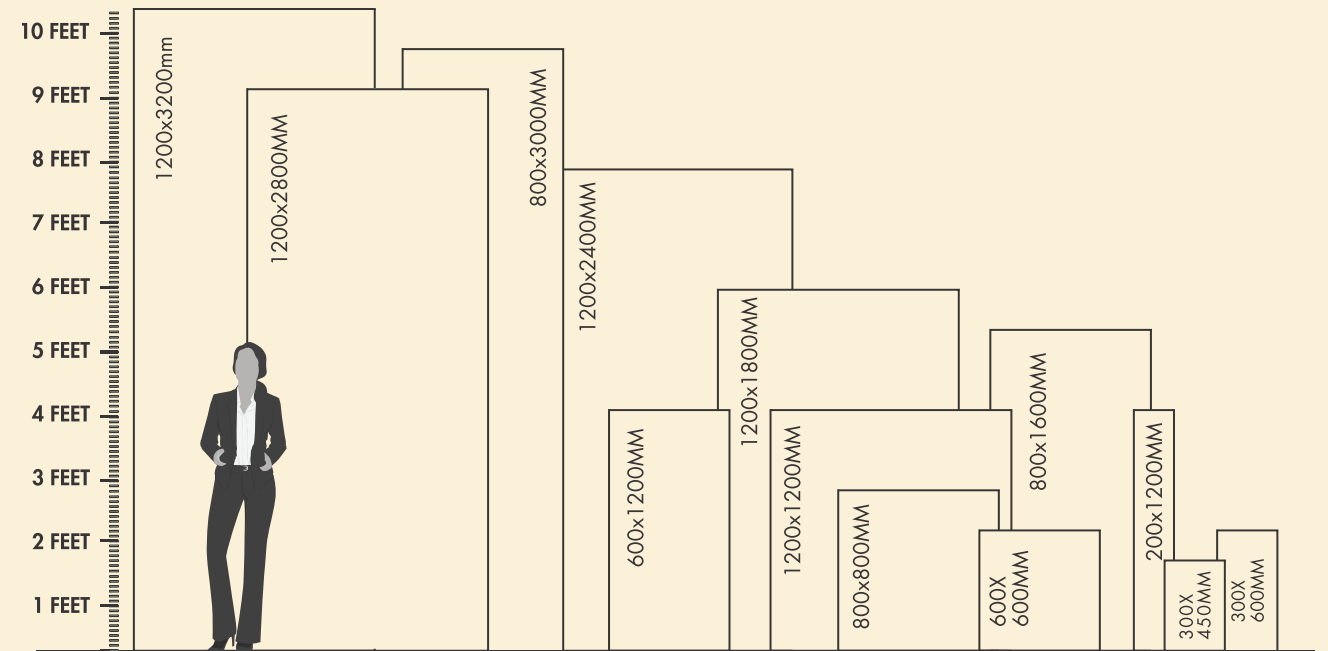 10 FEET
9 FEET
8 FEET
7 FEET
6 FEET
5 FEET
4 FEET
3 FEET
2 FEET
1 FEET
1200x3200mm
1200x2800MM
800x3000MM
1200x2400MM
600x1200MM
1200x1800MM
1200x1200MM
800x800MM
600X
600MM
800x1600MM
200x1200MM
300X
450MM
300X
600MM